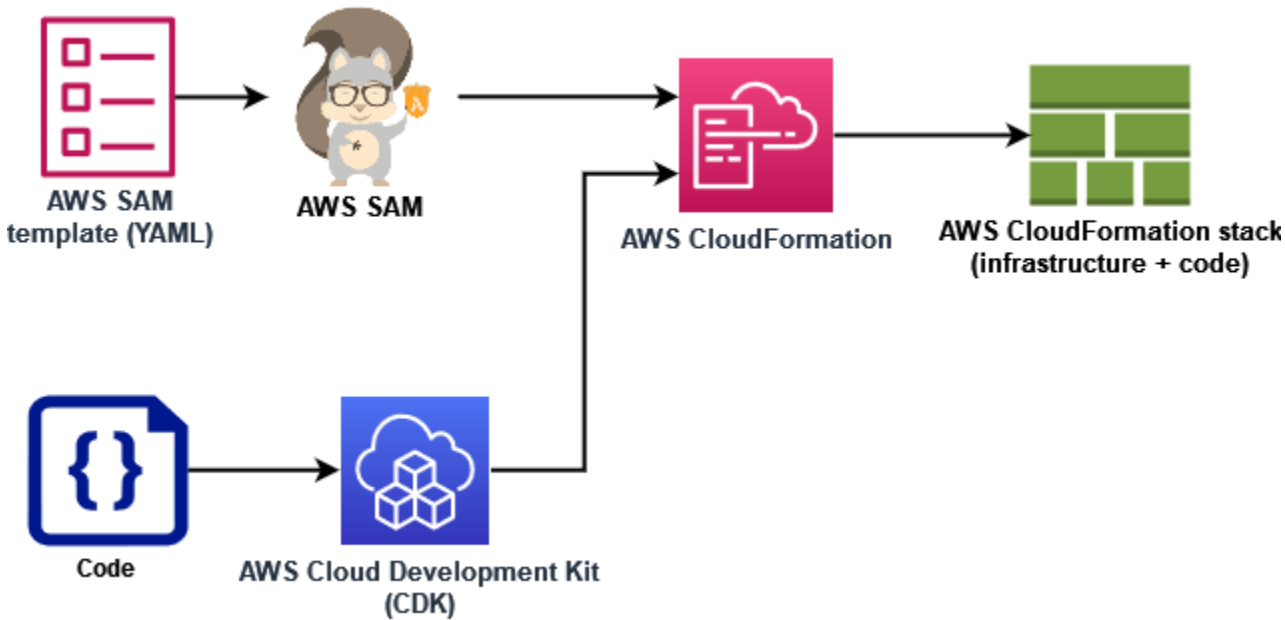 AWS SAM
template (YAML)
AWS SAM
AWS CloudFormation
AWS CloudFormation stack
(infrastructure + code)
Code
AWS Cloud Development Kit
(CDK)